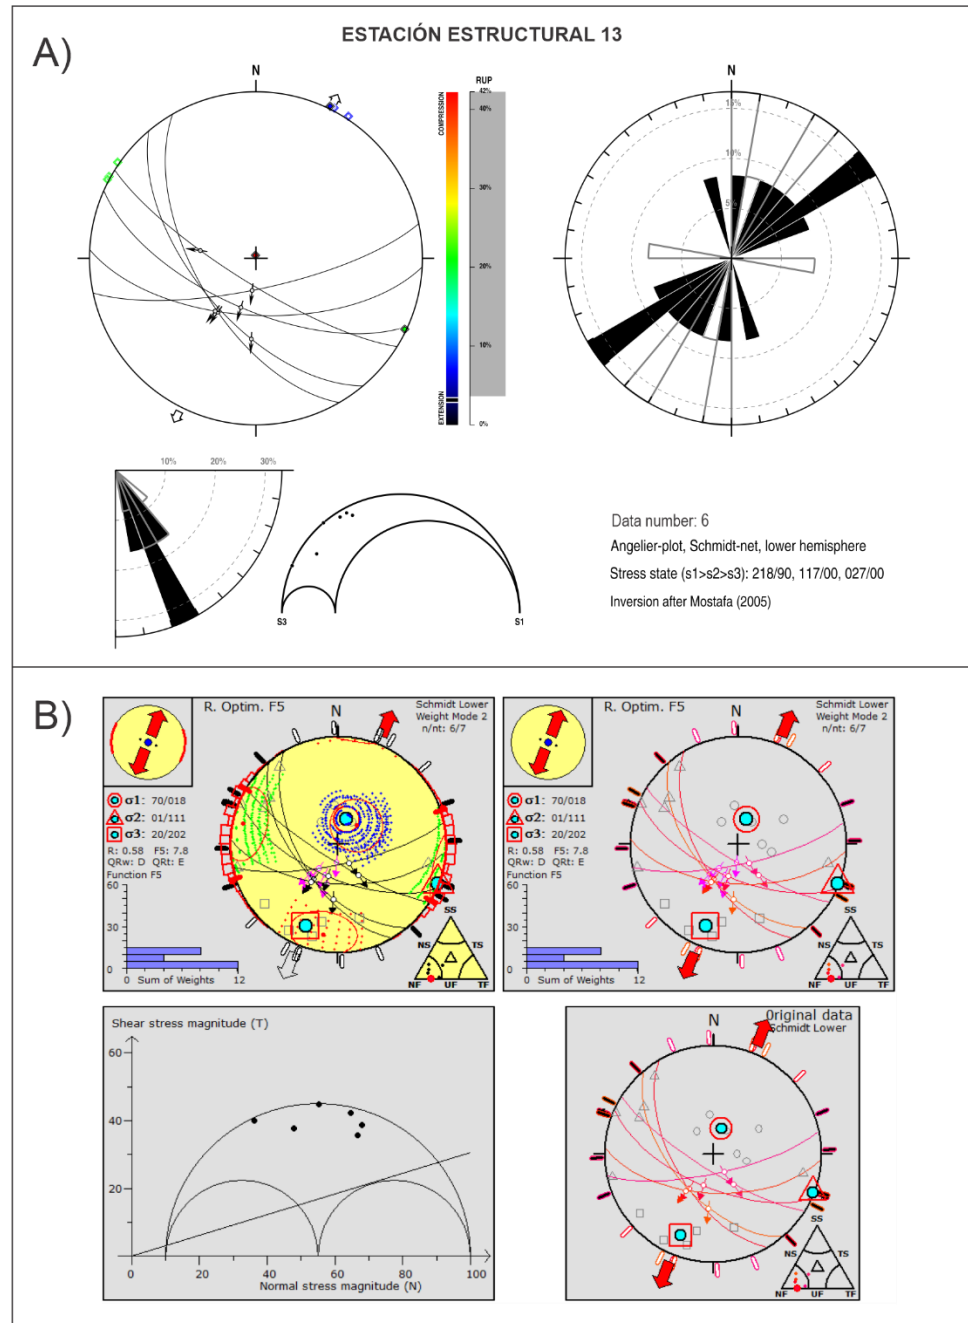 A)
ESTACIÓN ESTRUCTURAL 13
N
RUP
42%
40%
30%
20%
10%
0%
COMPRESSION
EXTENSION
N
15%
10%
5%
10%
20%
30%
S3
S1
Data number: 6
Angelier-plot, Schmidt-net, lower hemisphere
Stress state (s1>s2>s3): 218/90, 117/00, 027/00
Inversion after Mostafa (2005)
B)
R. Optim. F5
N
Schmidt Lower
Weight Mode 2
n/nt: 6/7
σ1: 70/018
σ2: 01/111
σ3: 20/202
R: 0.58 F5: 7.8
QRw: D QRt: E
Function F5
60
30
0
0
12
Sum of Weights
SS
NS
TS
NF
UF
TF
R. Optim. F5
N
Schmidt Lower
Weight Mode 2
n/nt: 6/7
σ1: 70/018
σ2: 01/111
σ3: 20/202
R: 0.58 F5: 7.8
QRw: D QRt: E
Function F5
60
30
0
0
12
Sum of Weights
SS
NS
TS
NF
UF
TF
Shear stress magnitude (T)
60
40
20
0
20
40
60
80
100
Normal stress magnitude (N)
N
Original data
Schmidt Lower
SS
NS
TS
NF
UF
TF